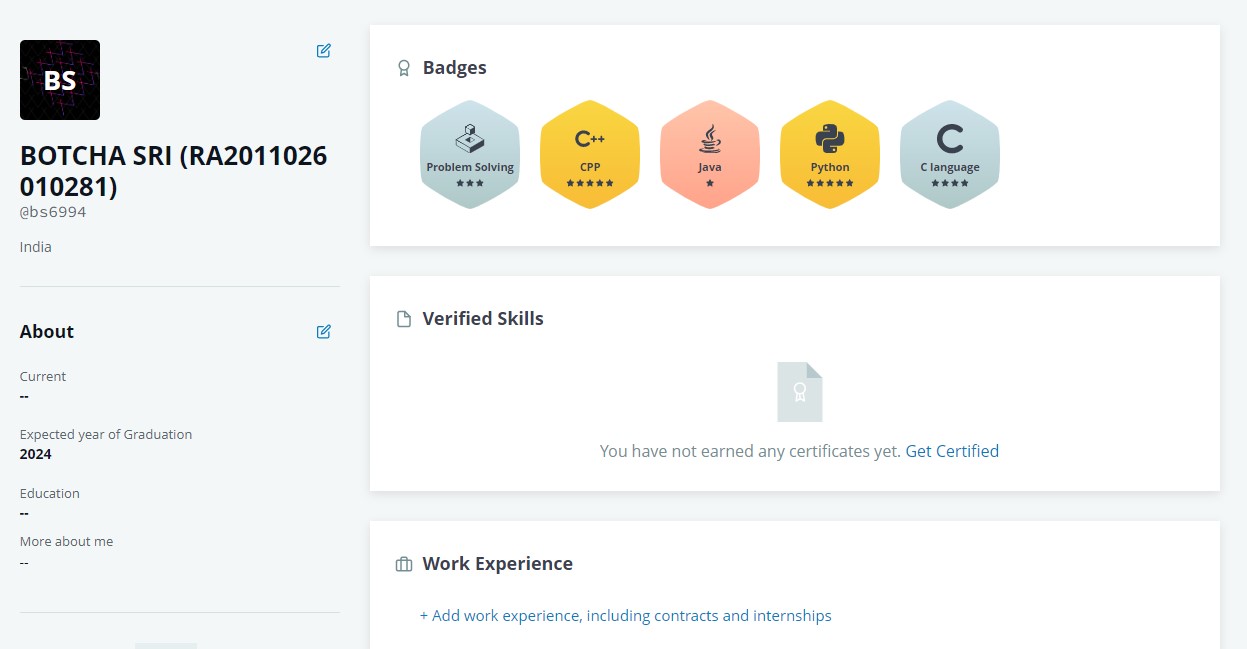 BS
BOTCHA SRI (RA2011026
010281)
@bs6994
India
About
Current
--
Expected year of Graduation
2024
Education
--
More about me
--
Badges
Problem Solving
C++
CPP
Java
Python
C
C language
Verified Skills
You have not earned any certificates yet. Get Certified
Work Experience
+ Add work experience, including contracts and internships